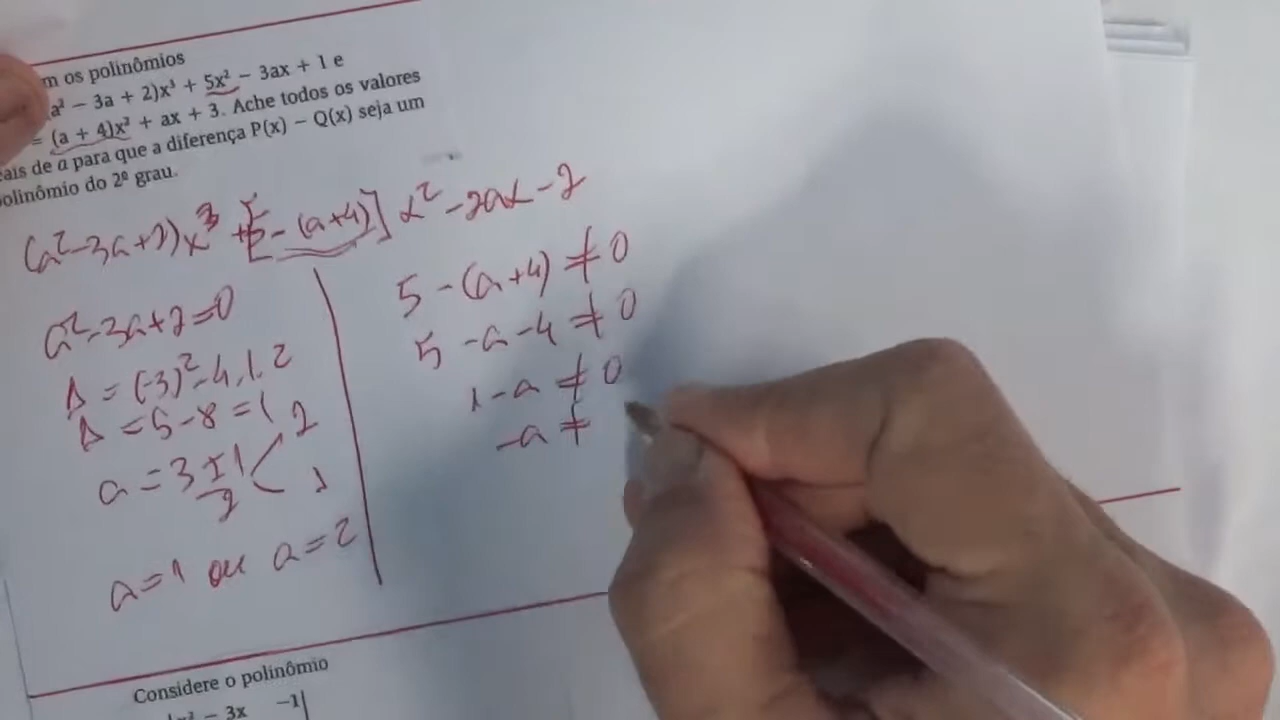 m os polinômios
a² − 3a + 2)x³ + 5x² − 3ax + 1 e
= (a + 4)x² + ax + 3. Ache todos os valores
eais de a para que a diferença P(x) − Q(x) seja um
polinômio do 2º grau.
(a²-3a+2)x³ +[5-(a+4)]x²-2ax-2
a²-3a+2=0
Δ=(-3)²-4.1.2
Δ=5-8=1
a=3±1/2 < 2 1
a=1 ou a=2
5-(a+4)≠0
5-a-4≠0
1-a≠0
-a≠
Considere o polinômio
− 3x −1